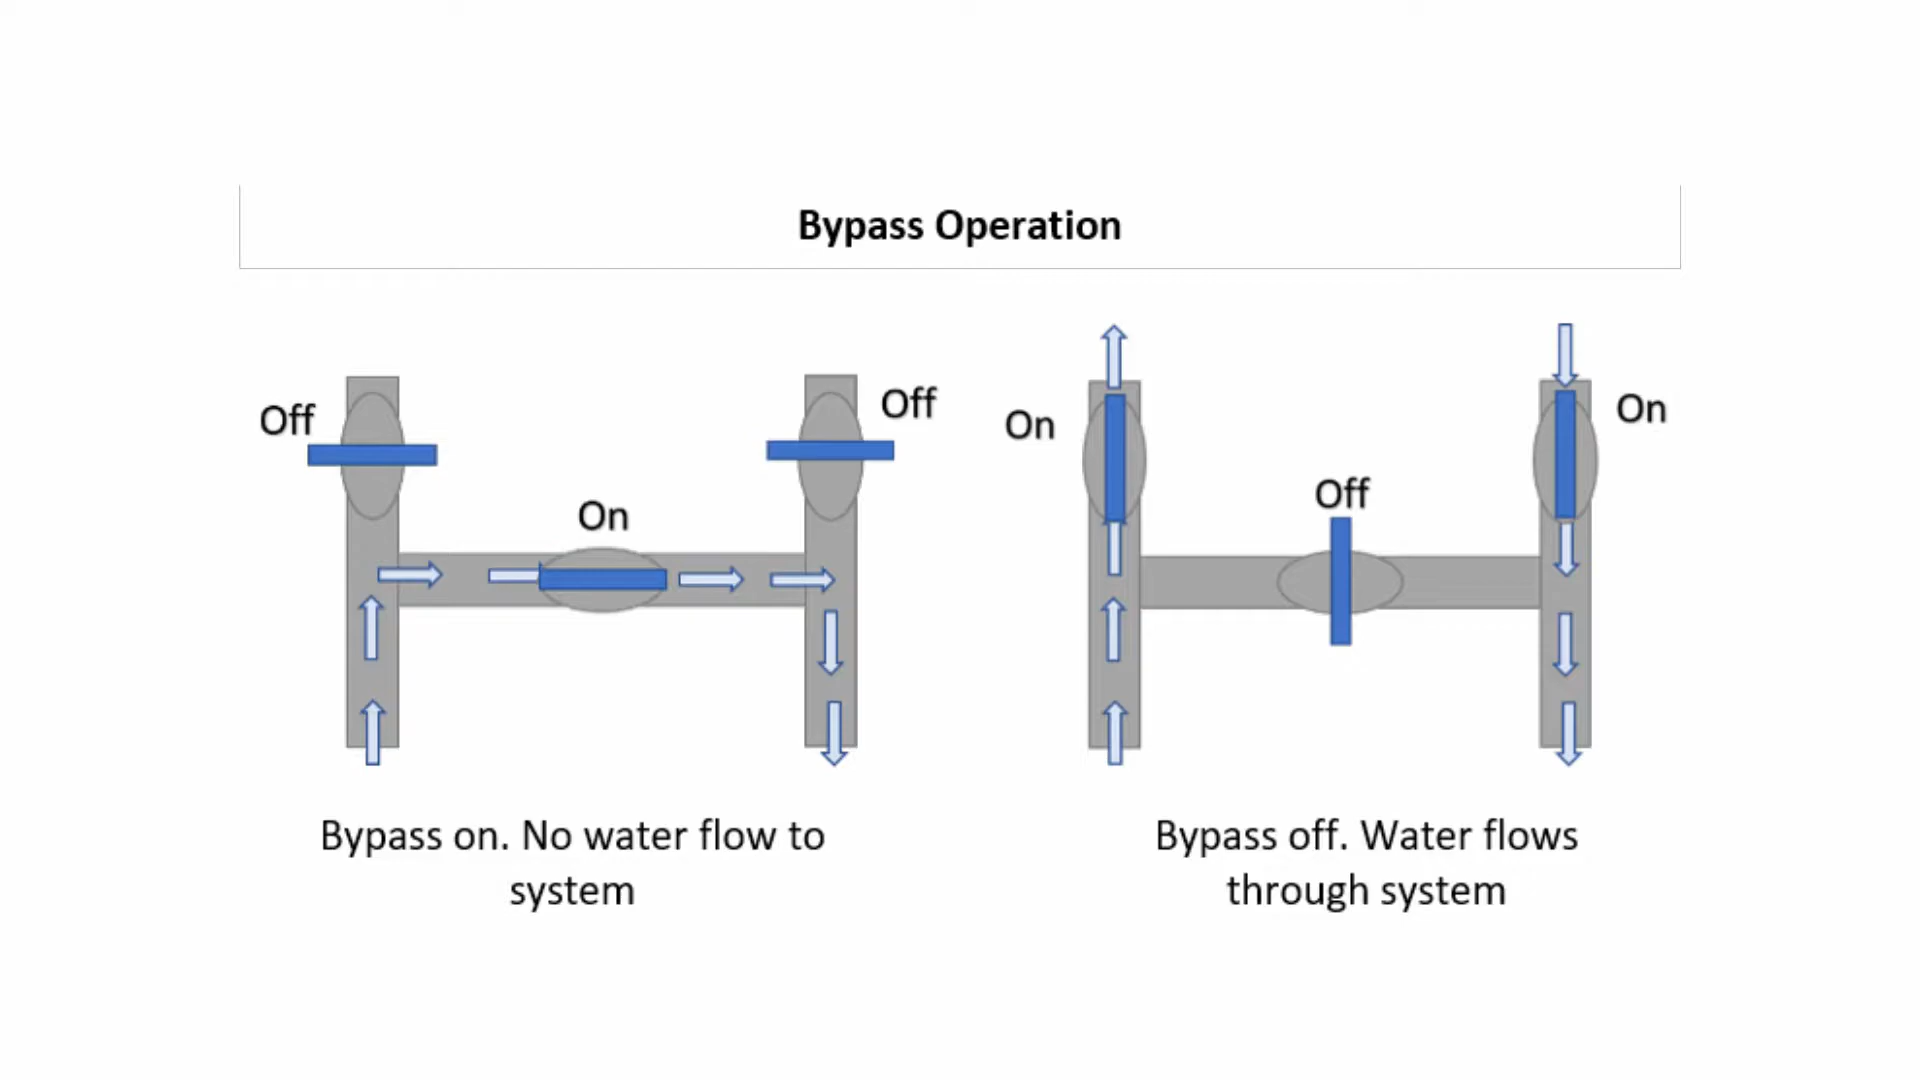 Bypass Operation
Off
Off
On
On
On
Off
Bypass on. No water flow to
system
Bypass off. Water flows
through system